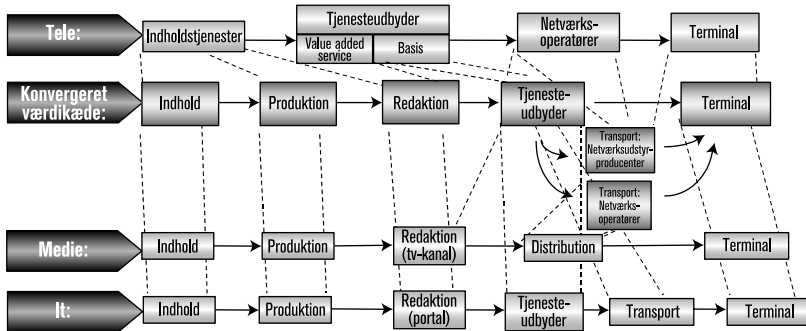 Tele:
Indholdstjenester
Tjenesteudbyder
Value added
service
Basis
Netværks-
operatører
Terminal
Konvergeret
værdikæde:
Indhold
Produktion
Redaktion
Tjeneste-
udbyder
Terminal
Transport:
Netværksudstyr-
producenter
Transport:
Netværks-
operatører
Medie:
Indhold
Produktion
Redaktion
(tv-kanal)
Distribution
Terminal
It:
Indhold
Produktion
Redaktion
(portal)
Tjeneste-
udbyder
Transport
Terminal